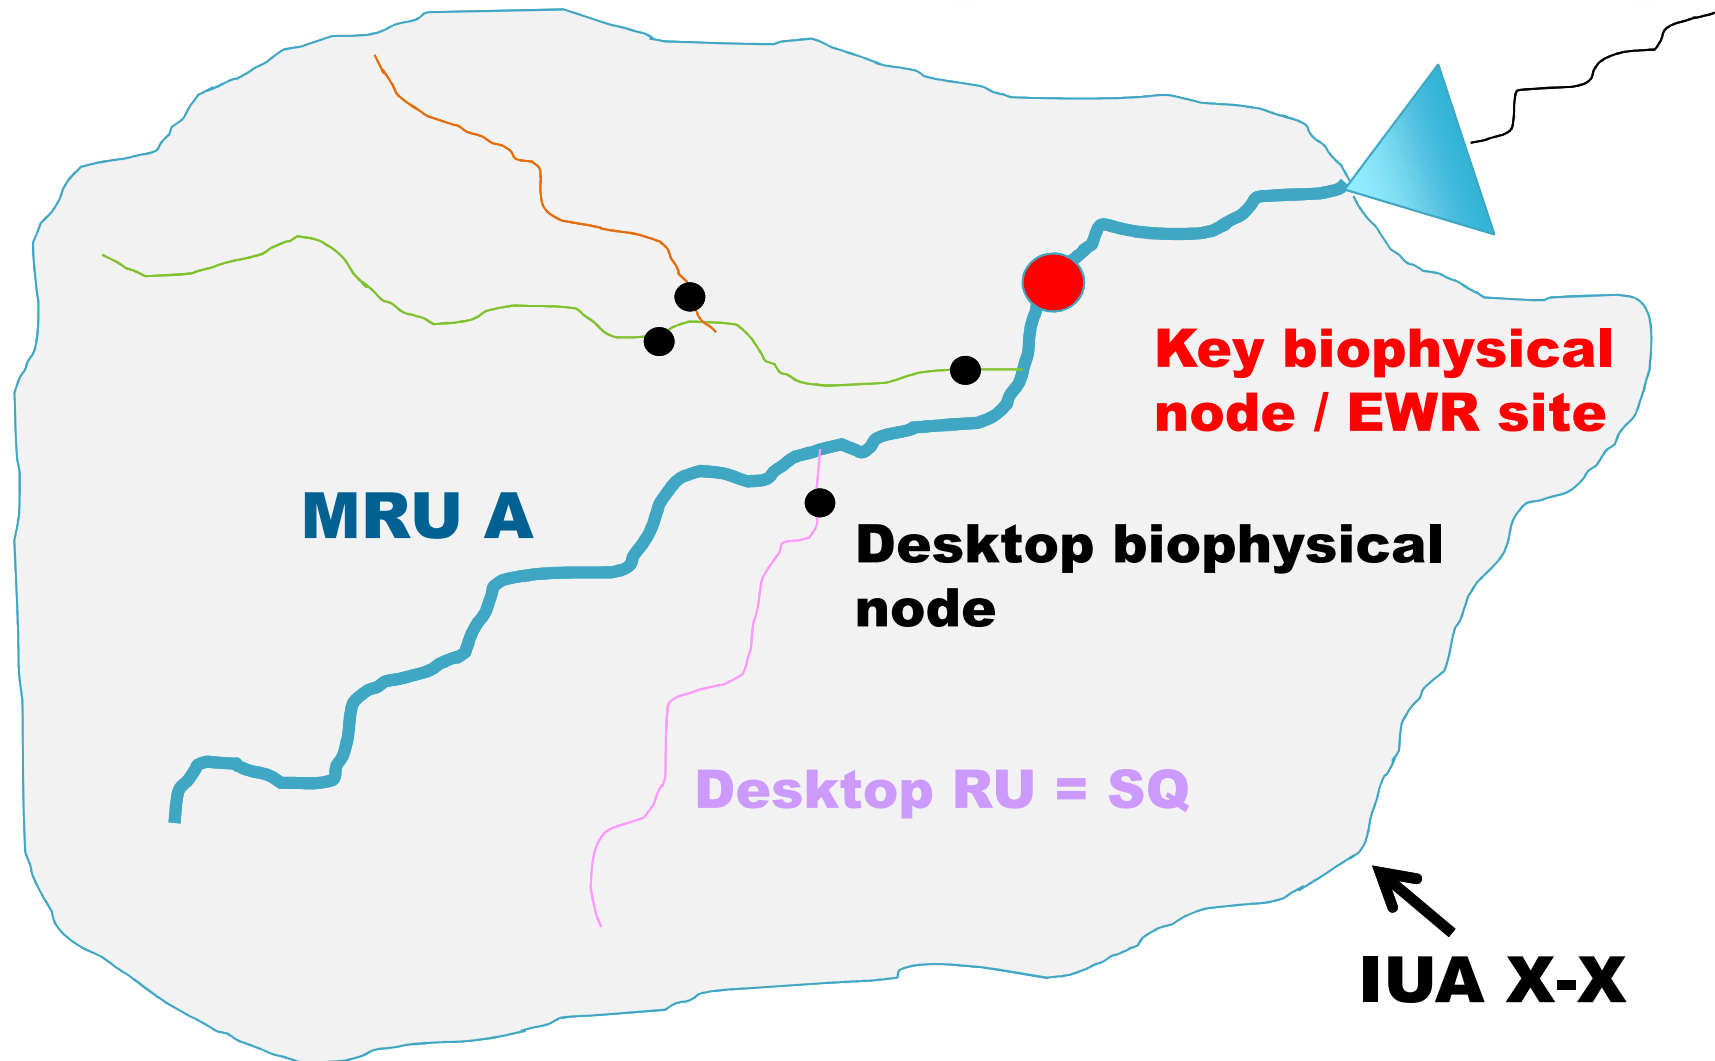 Key biophysical
node / EWR site
MRU A
Desktop biophysical
node
Desktop RU = SQ
IUA X-X